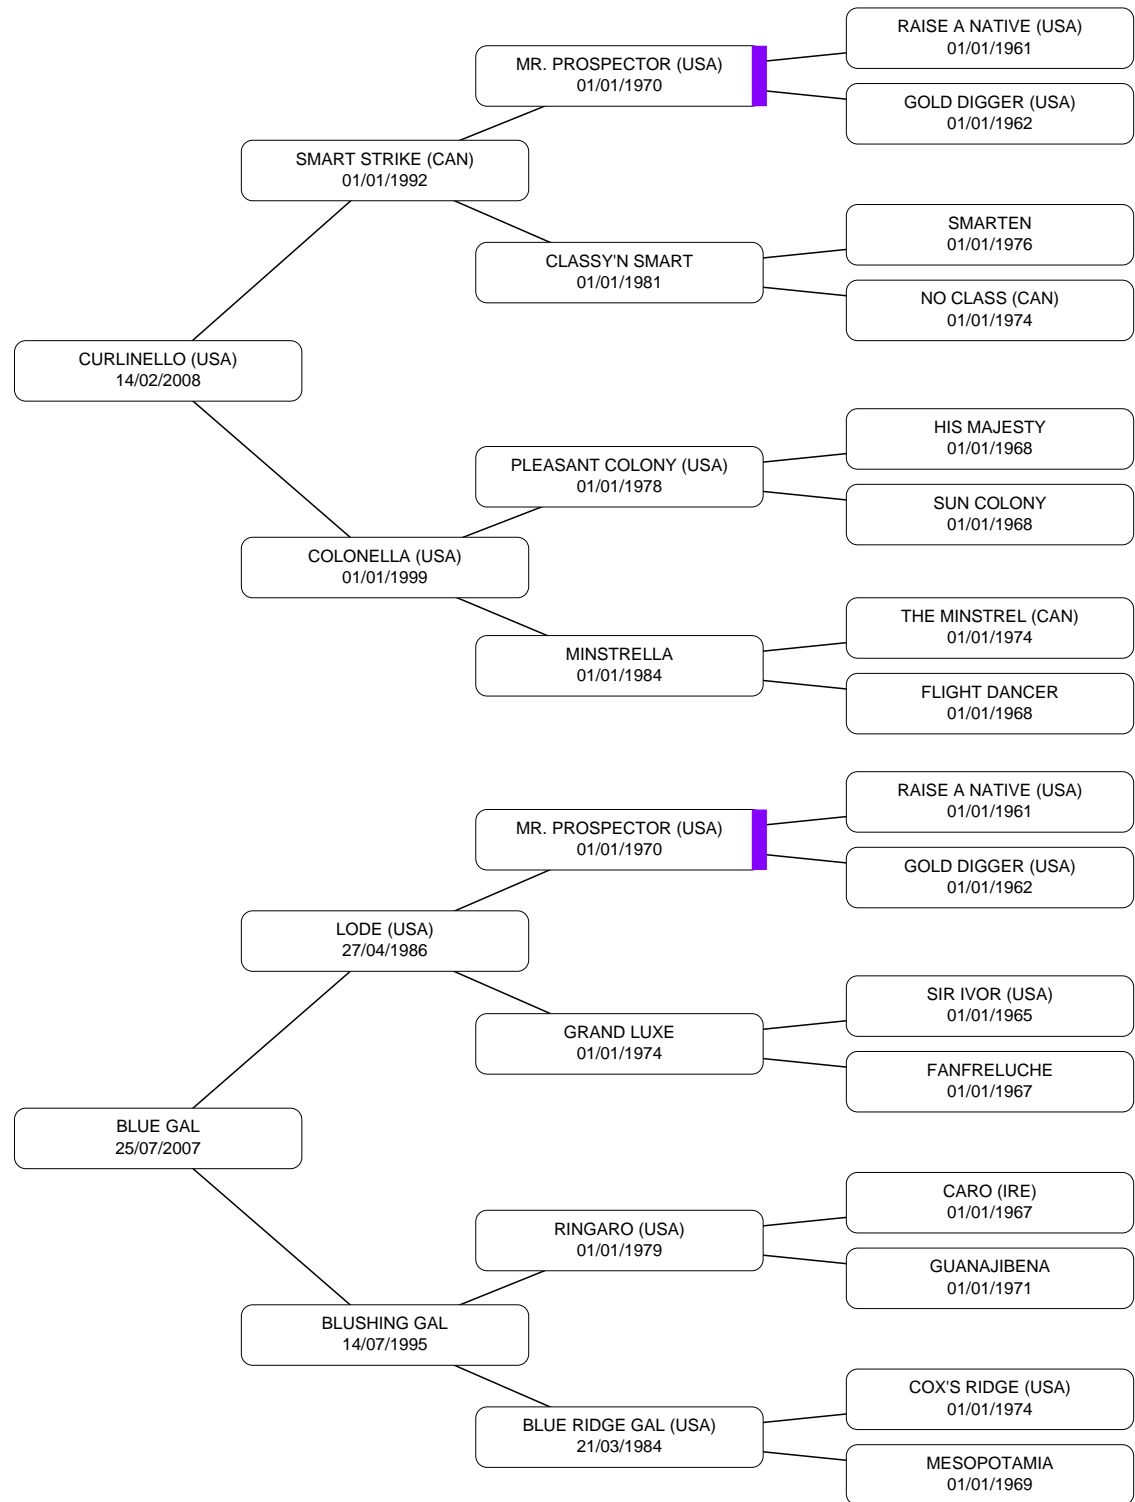 RAISE A NATIVE (USA)
01/01/1961
MR. PROSPECTOR (USA)
01/01/1970
GOLD DIGGER (USA)
01/01/1962
SMART STRIKE (CAN)
01/01/1992
SMARTEN
01/01/1976
CLASSY'N SMART
01/01/1981
NO CLASS (CAN)
01/01/1974
CURLINELLO (USA)
14/02/2008
HIS MAJESTY
01/01/1968
PLEASANT COLONY (USA)
01/01/1978
SUN COLONY
01/01/1968
COLONELLA (USA)
01/01/1999
THE MINSTREL (CAN)
01/01/1974
MINSTRELLA
01/01/1984
FLIGHT DANCER
01/01/1968
RAISE A NATIVE (USA)
01/01/1961
MR. PROSPECTOR (USA)
01/01/1970
GOLD DIGGER (USA)
01/01/1962
LODE (USA)
27/04/1986
SIR IVOR (USA)
01/01/1965
GRAND LUXE
01/01/1974
FANFRELUCHE
01/01/1967
BLUE GAL
25/07/2007
CARO (IRE)
01/01/1967
RINGARO (USA)
01/01/1979
GUANAJIBENA
01/01/1971
BLUSHING GAL
14/07/1995
COX'S RIDGE (USA)
01/01/1974
BLUE RIDGE GAL (USA)
21/03/1984
MESOPOTAMIA
01/01/1969